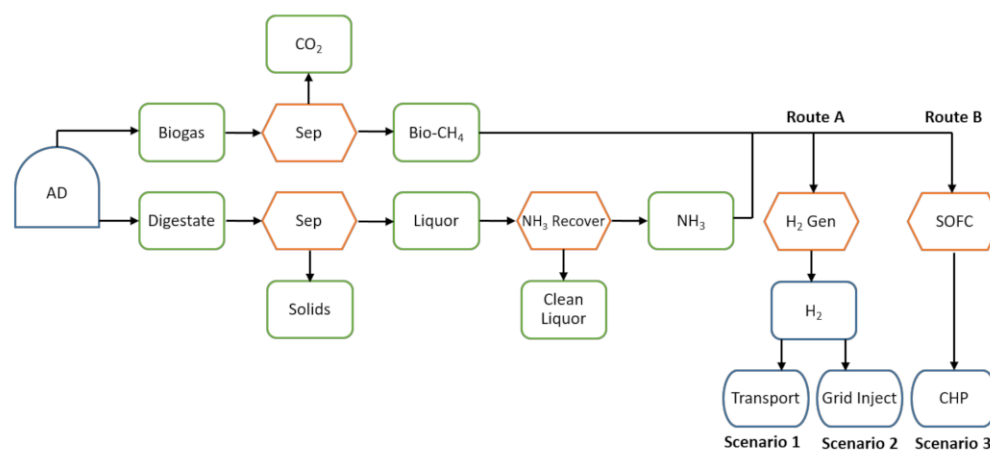 CO₂
Biogas
Sep
Bio-CH₄
Route A
Route B
AD
Digestate
Sep
Liquor
NH₃ Recover
NH₃
H₂ Gen
SOFC
Solids
Clean
Liquor
H₂
Transport
Grid Inject
CHP
Scenario 1
Scenario 2
Scenario 3